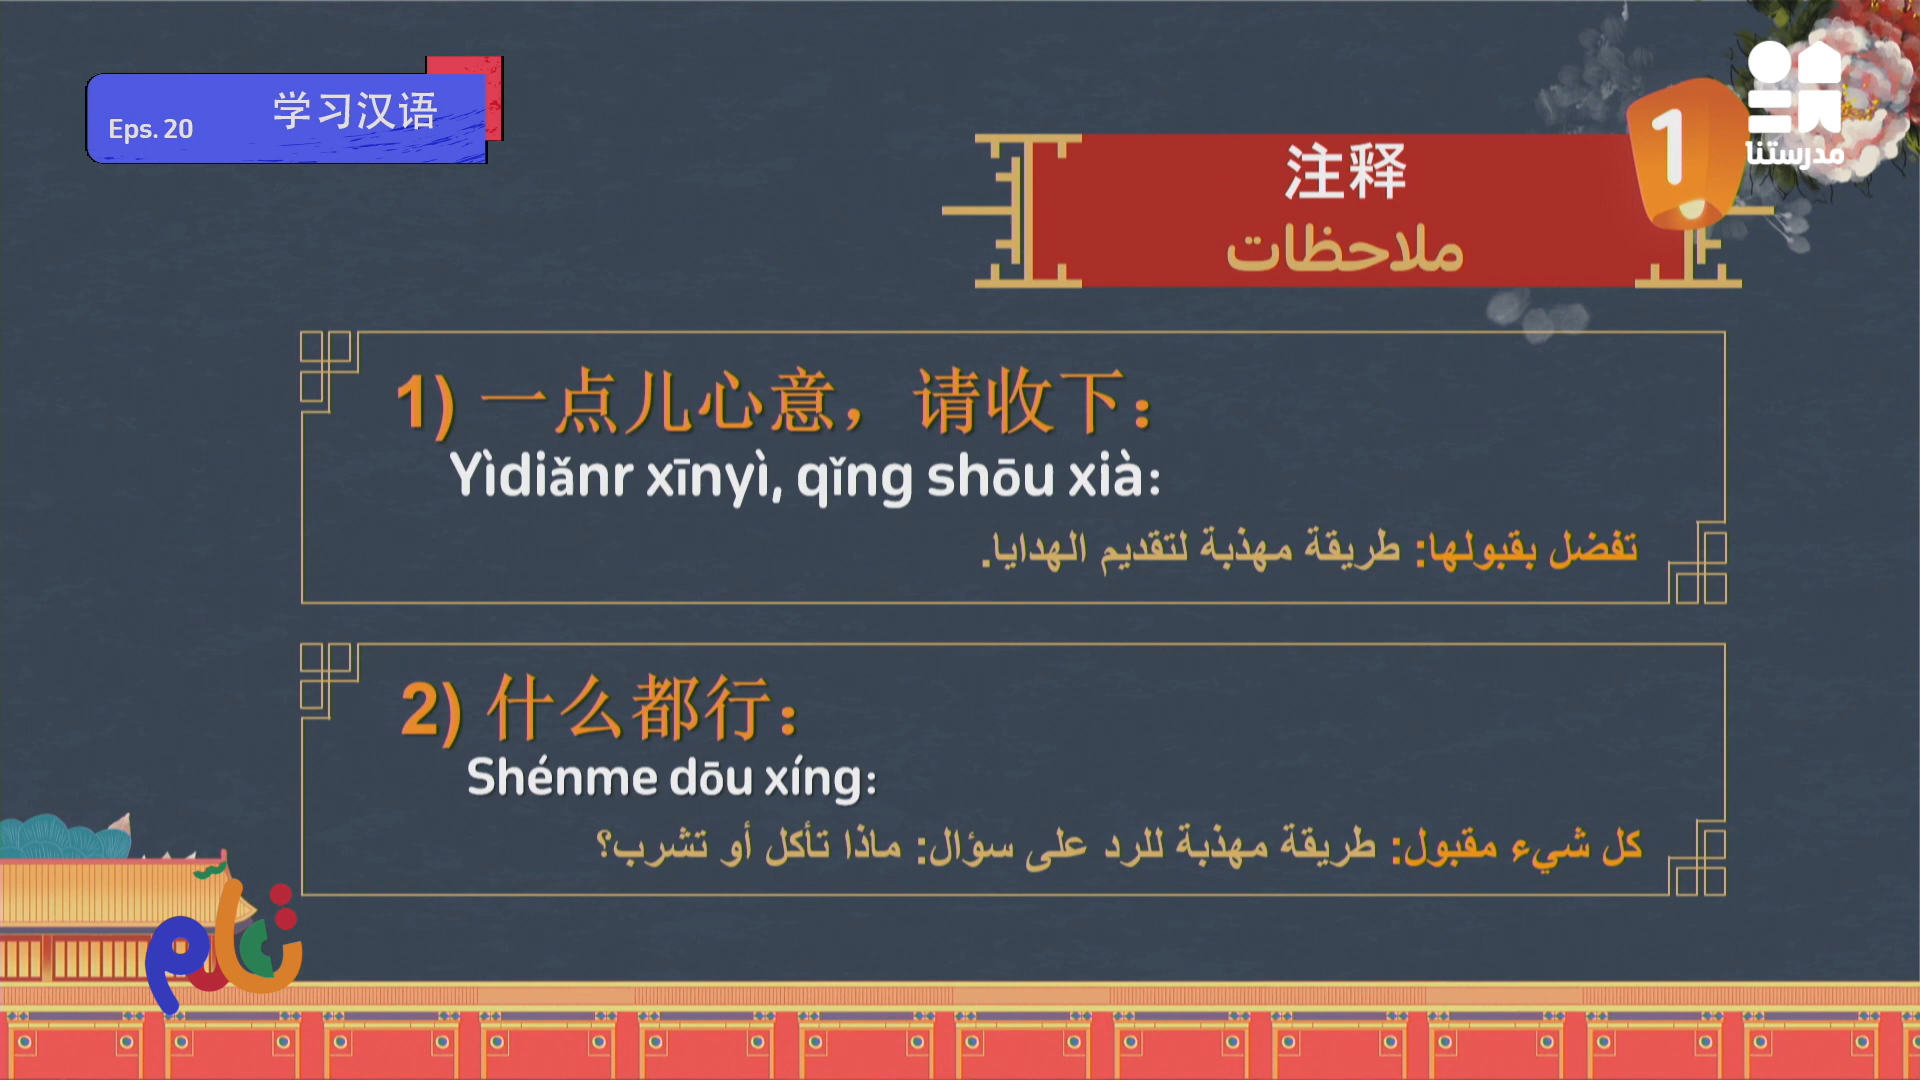 学习汉语
Eps. 20
1
مدرستنا
注释
ملاحظات
1) 一点儿心意，请收下：
Yìdiǎnr xīnyì, qǐng shōu xià:
تفضل بقبولها: طريقة مهذبة لتقديم الهدايا.
2) 什么都行：
Shénme dōu xíng:
كل شيء مقبول: طريقة مهذبة للرد على سؤال: ماذا تأكل أو تشرب؟